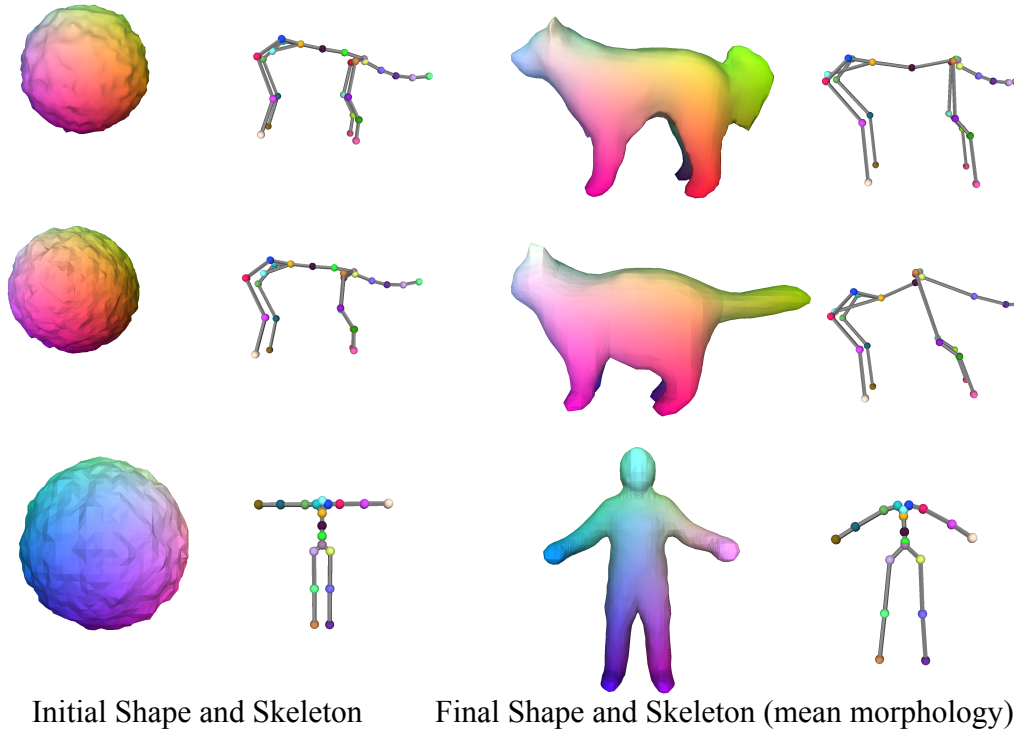 Initial Shape and Skeleton
Final Shape and Skeleton (mean morphology)